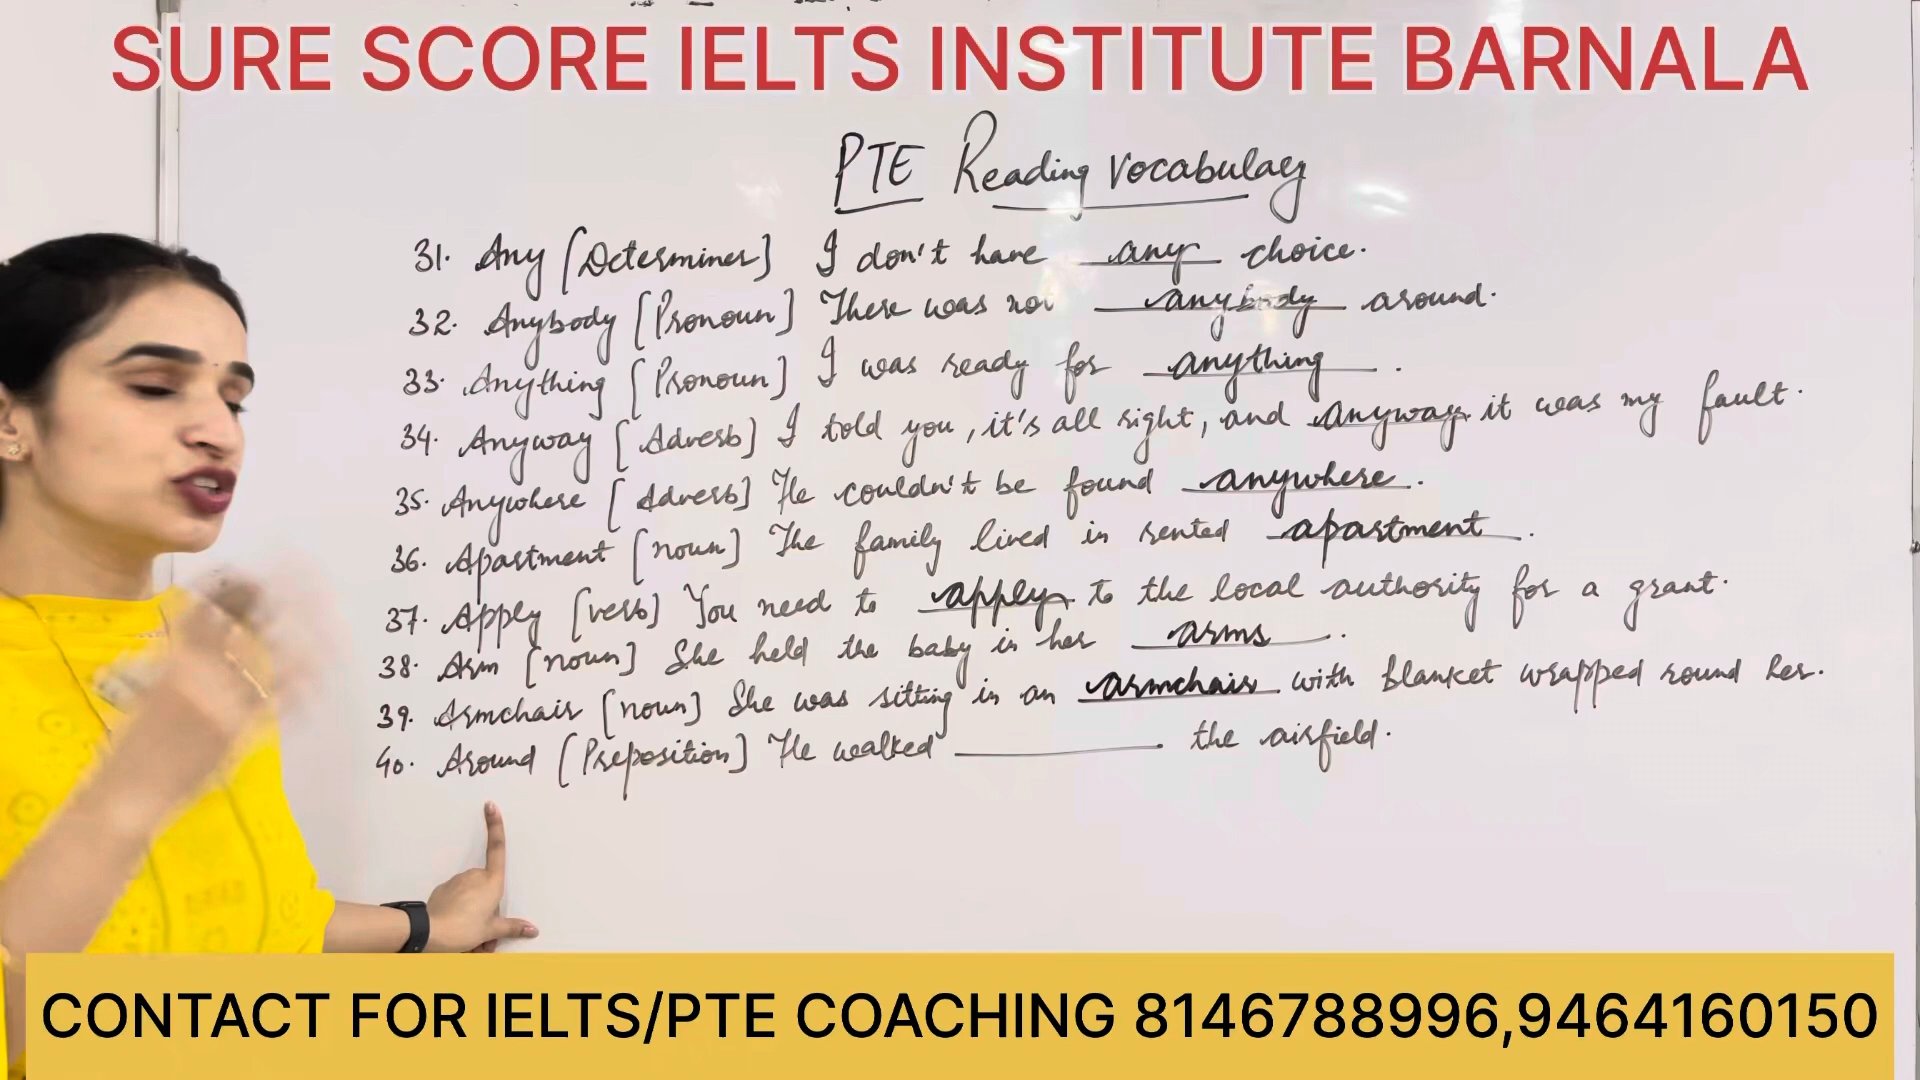 SURE SCORE IELTS INSTITUTE BARNALA
PTE Reading Vocabulary
31. Any [Determiner] I don't have any choice.
32. Anybody [Pronoun] There was not anybody around.
33. Anything [Pronoun] I was ready for anything.
34. Anyway [Adverb] I told you, it's all right, and anyway it was my fault.
35. Anywhere [Adverb] He couldn't be found anywhere.
36. Apartment [noun] The family lived in rented apartment.
37. Apply [verb] You need to apply to the local authority for a grant.
38. Arm [noun] She held the baby in her arms.
39. Armchair [noun] She was sitting in an armchair with blanket wrapped round her.
40. Around [Preposition] He walked __________ the airfield.
CONTACT FOR IELTS/PTE COACHING 8146788996,9464160150